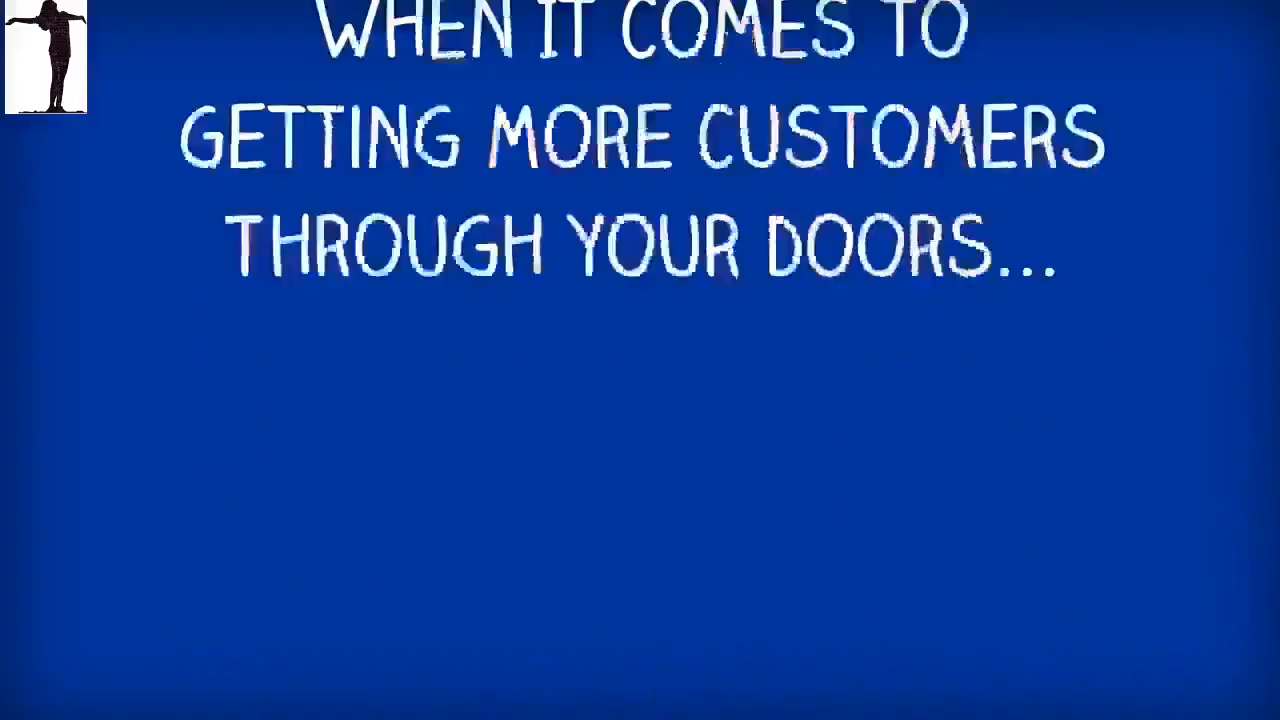 WHEN IT COMES TO
GETTING MORE CUSTOMERS
THROUGH YOUR DOORS...